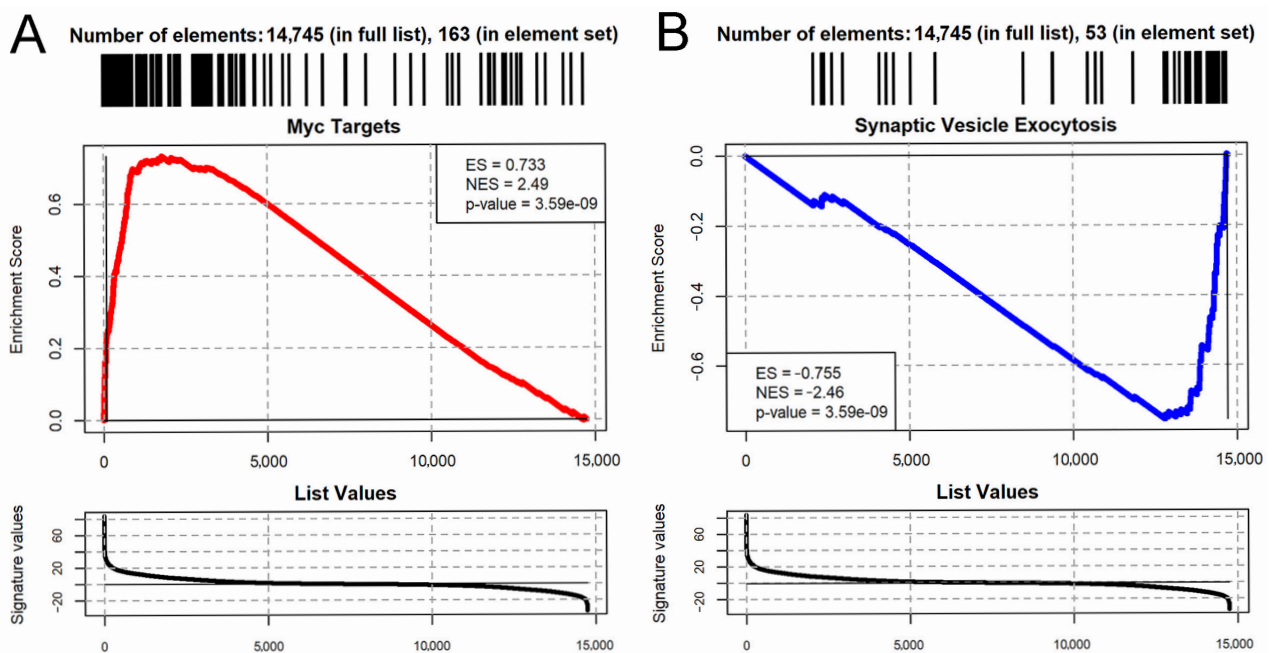 A
Number of elements: 14,745 (in full list), 163 (in element set)
Myc Targets
ES = 0.733
NES = 2.49
p-value = 3.59e-09
Enrichment Score
0.6
0.4
0.2
0.0
0
5,000
10,000
15,000
List Values
Signature values
60
20
-20
0
5,000
10,000
15,000
B
Number of elements: 14,745 (in full list), 53 (in element set)
Synaptic Vesicle Exocytosis
Enrichment Score
0.0
-0.2
-0.4
-0.6
ES = -0.755
NES = -2.46
p-value = 3.59e-09
0
5,000
10,000
15,000
List Values
Signature values
60
20
-20
0
5,000
10,000
15,000